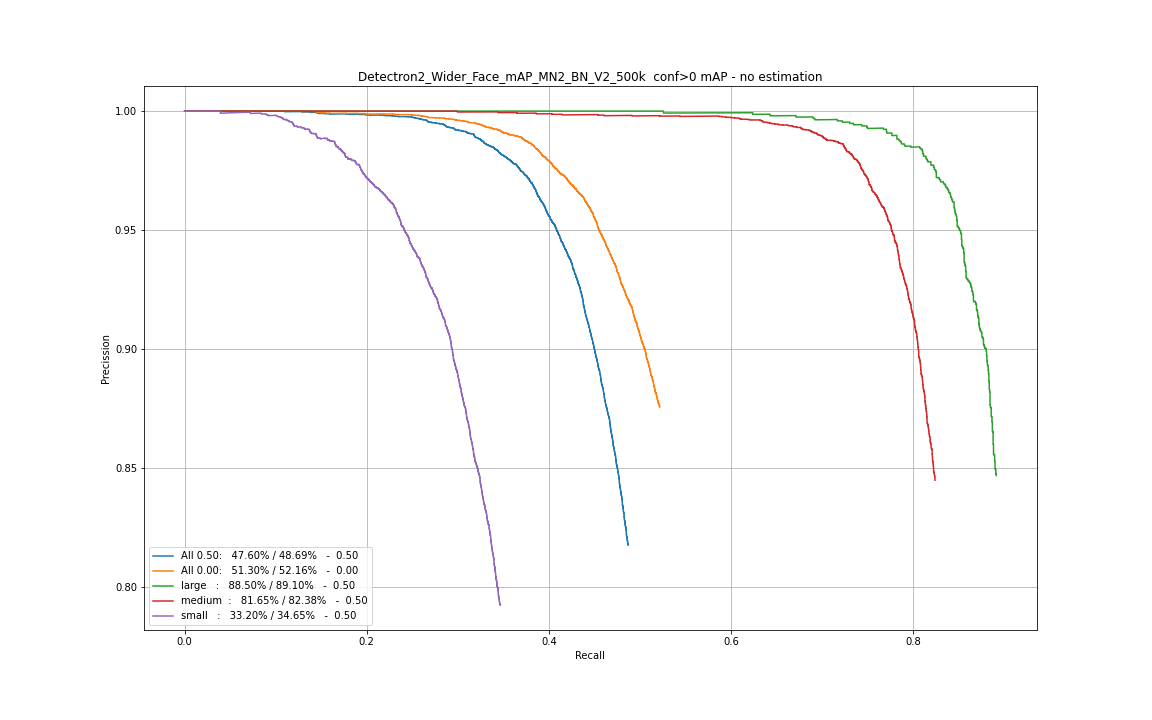 Detectron2_Wider_Face_mAP_MN2_BN_V2_500k  conf>0 mAP - no estimation
1.00
0.95
0.90
0.85
0.80
Precission
All 0.50:   47.60% / 48.69%   -  0.50
All 0.00:   51.30% / 52.16%   -  0.00
large   :   88.50% / 89.10%   -  0.50
medium  :   81.65% / 82.38%   -  0.50
small   :   33.20% / 34.65%   -  0.50
0.0 0.2 0.4 0.6 0.8
Recall